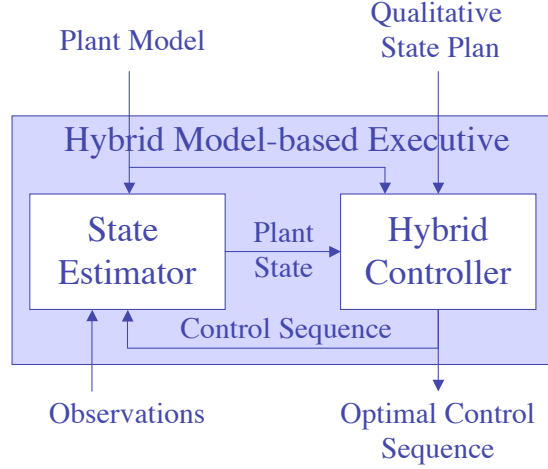 Plant Model
Qualitative
State Plan
Hybrid Model-based Executive
State
Estimator
Plant
State
Hybrid
Controller
Control Sequence
Observations
Optimal Control
Sequence